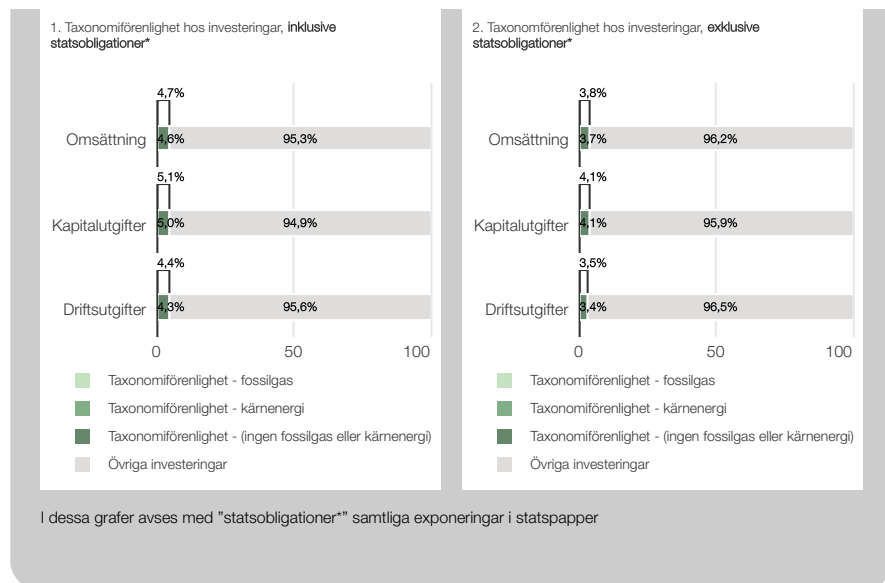 1. Taxonomiförenlighet hos investeringar, inklusive
statsobligationer*
4,7%
Omsättning 4,6% 95,3%
5,1%
Kapitalutgifter 5,0% 94,9%
4,4%
Driftsutgifter 4,3% 95,6%
0 50 100
Taxonomiförenlighet - fossilgas
Taxonomiförenlighet - kärnenergi
Taxonomiförenlighet - (ingen fossilgas eller kärnenergi)
Övriga investeringar
2. Taxonomförenlighet hos investeringar, exklusive
statsobligationer*
3,8%
Omsättning 3,7% 96,2%
4,1%
Kapitalutgifter 4,1% 95,9%
3,5%
Driftsutgifter 3,4% 96,5%
0 50 100
Taxonomiförenlighet - fossilgas
Taxonomiförenlighet - kärnenergi
Taxonomiförenlighet - (ingen fossilgas eller kärnenergi)
Övriga investeringar
I dessa grafer avses med ”statsobligationer*” samtliga exponeringar i statspapper